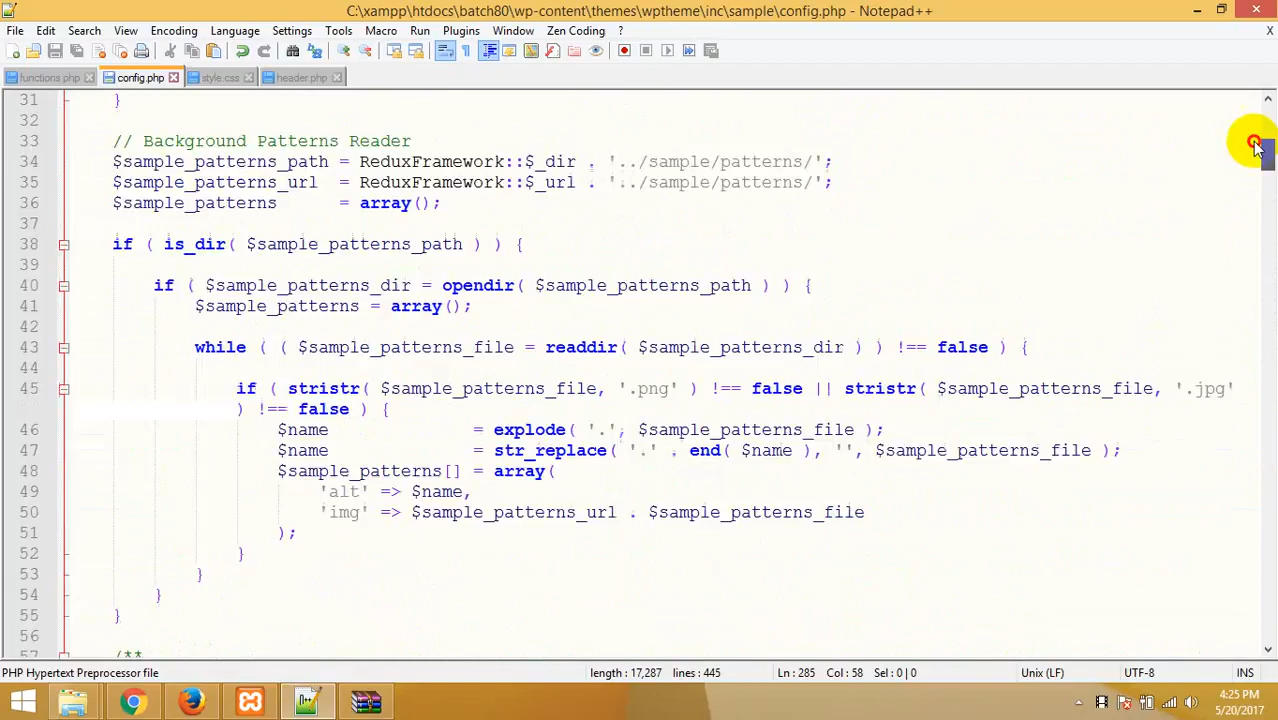 C:\xampp\htdocs\batch80\wp-content\themes\wptheme\inc\sample\config.php - Notepad++
File Edit Search View Encoding Language Settings Tools Macro Run Plugins Window Zen Coding ? X
functions.php config.php style.css header.php
31 }
32
33 // Background Patterns Reader
34 $sample_patterns_path = ReduxFramework::$_dir . '../sample/patterns/';
35 $sample_patterns_url = ReduxFramework::$_url . '../sample/patterns/';
36 $sample_patterns = array();
37
38 if ( is_dir( $sample_patterns_path ) ) {
39
40 if ( $sample_patterns_dir = opendir( $sample_patterns_path ) ) {
41 $sample_patterns = array();
42
43 while ( ( $sample_patterns_file = readdir( $sample_patterns_dir ) ) !== false ) {
44
45 if ( stristr( $sample_patterns_file, '.png' ) !== false || stristr( $sample_patterns_file, '.jpg'
) !== false ) {
46 $name = explode( '.', $sample_patterns_file );
47 $name = str_replace( '.' . end( $name ), '', $sample_patterns_file );
48 $sample_patterns[] = array(
49 'alt' => $name,
50 'img' => $sample_patterns_url . $sample_patterns_file
51 );
52 }
53 }
54 }
55 }
56
57 /**
PHP Hypertext Preprocessor file length : 17,287 lines : 445 Ln : 285 Col : 58 Sel : 0 | 0 Unix (LF) UTF-8 INS
4:25 PM
5/20/2017